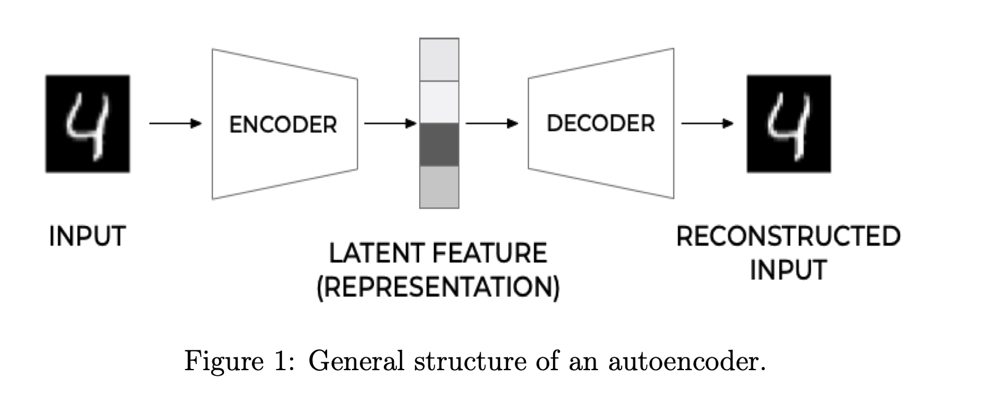 4
4
ENCODER
DECODER
INPUT
LATENT FEATURE
(REPRESENTATION)
RECONSTRUCTED
INPUT
Figure 1: General structure of an autoencoder.